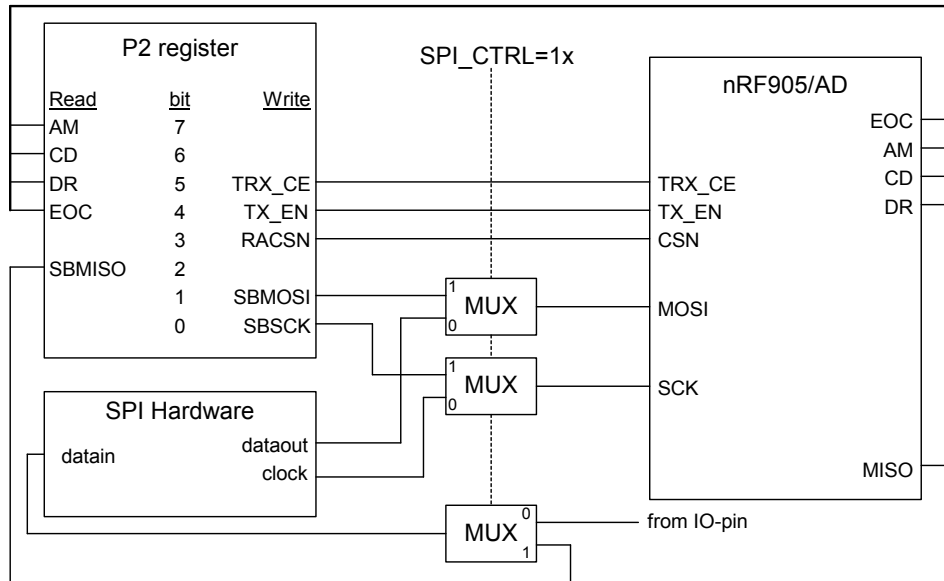 P2 register
Read bit Write
AM 7
CD 6
DR 5 TRX_CE
EOC 4 TX_EN
3 RACSN
SBMISO 2
1 SBMOSI
0 SBSCK
SPI_CTRL=1x
nRF905/AD
EOC
AM
CD
DR
TRX_CE
TX_EN
CSN
MOSI
SCK
MISO
1
MUX
0
1
MUX
0
SPI Hardware
dataout
datain
clock
0
MUX
1
from IO-pin